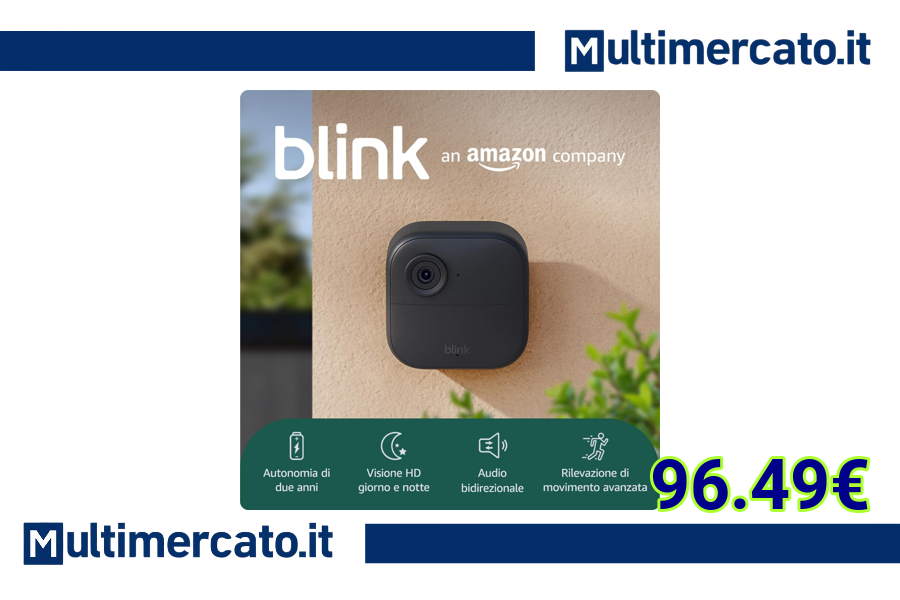 Multimercato.it
blink an amazon company
blink
Autonomia di
due anni
Visione HD
giorno e notte
Audio
bidirezionale
Rilevazione di
movimento avanzata
96.49€
Multimercato.it